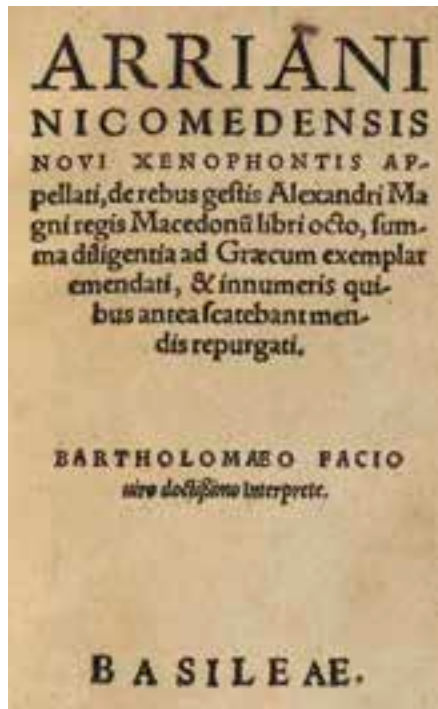 ARRIANI
NICOMEDENSIS
NOVI XENOPHONTIS AP-
pellati, de rebus gestis Alexandri Ma
gni regis Macedonũ libri octo, sum-
ma diligentia ad Græcum exemplar
emendati, & innumeris qui-
bus antea scatebant men-
dis repurgati.
BARTHOLOMÆO FACIO
uiro doctissimo interprete.
BASILEAE.